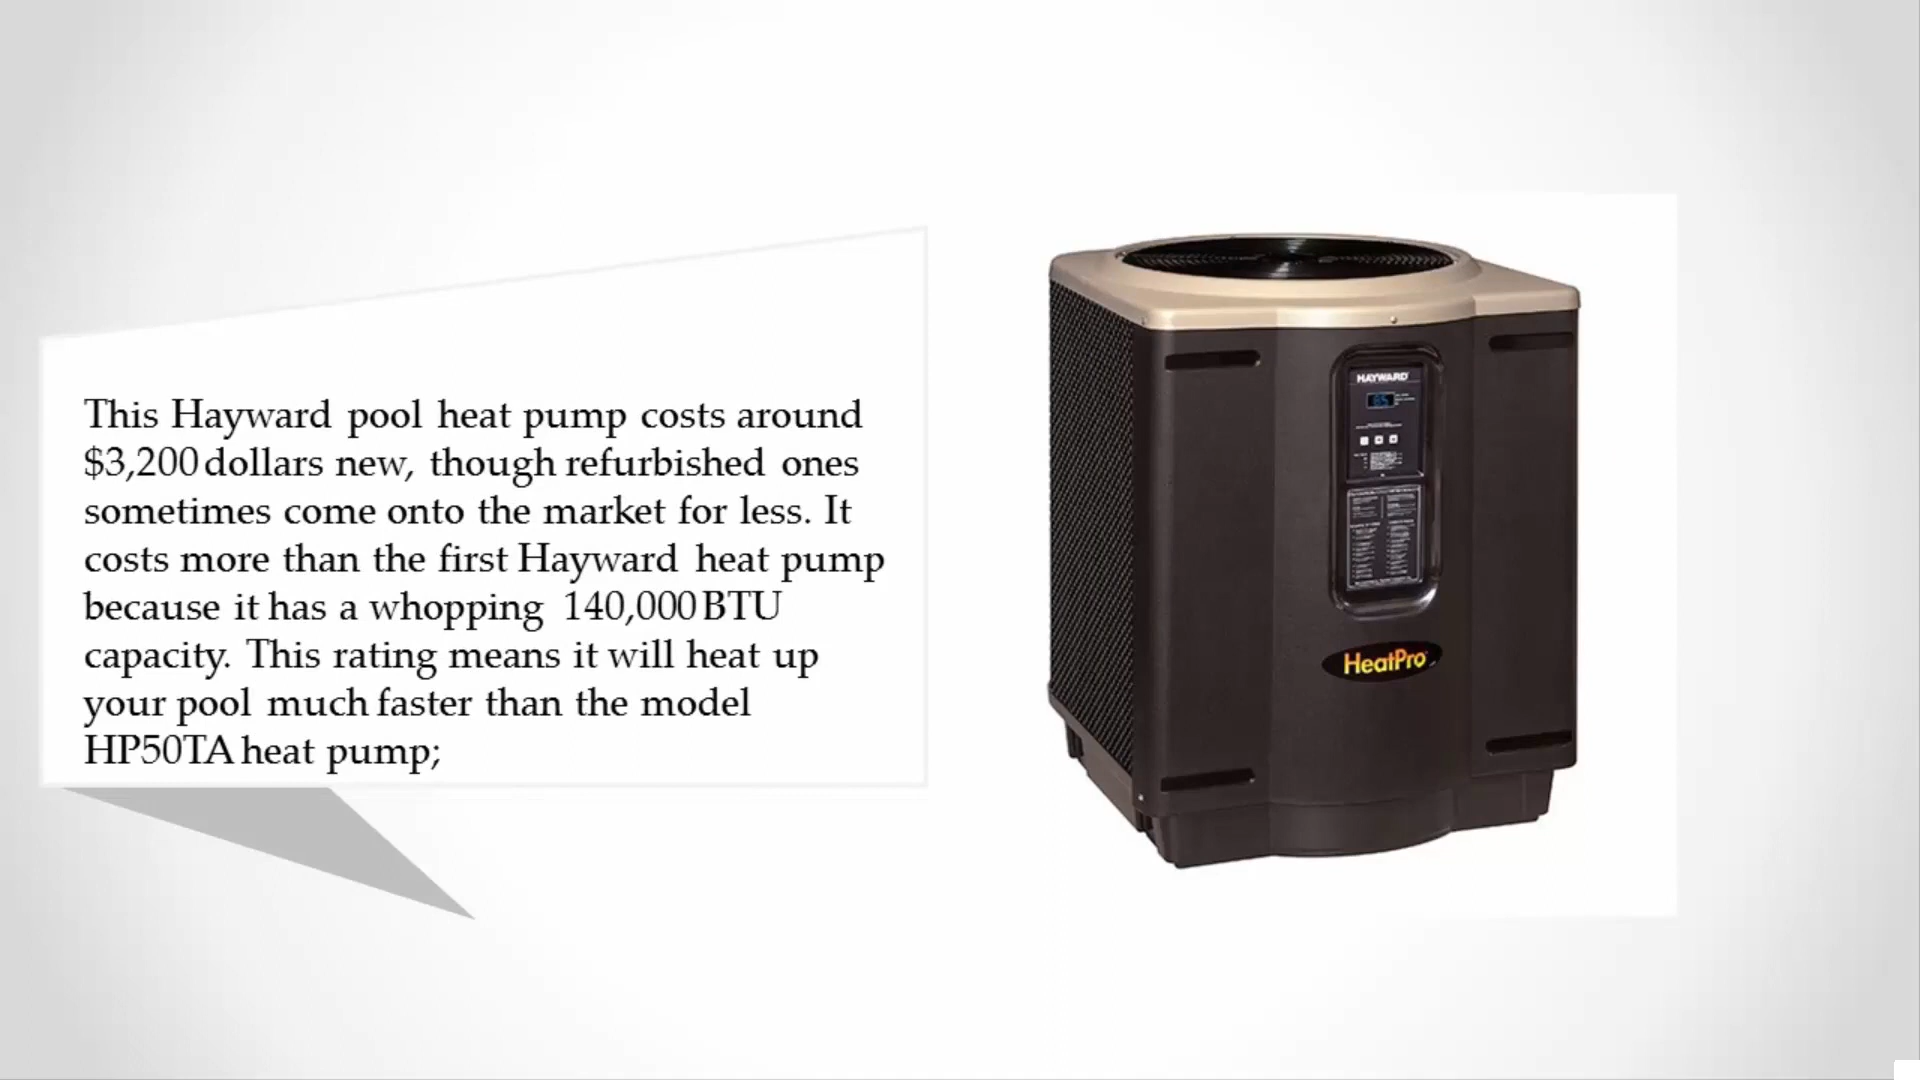 This Hayward pool heat pump costs around
$3,200 dollars new, though refurbished ones
sometimes come onto the market for less. It
costs more than the first Hayward heat pump
because it has a whopping 140,000 BTU
capacity. This rating means it will heat up
your pool much faster than the model
HP50TA heat pump;
HAYWARD
85
HeatPro